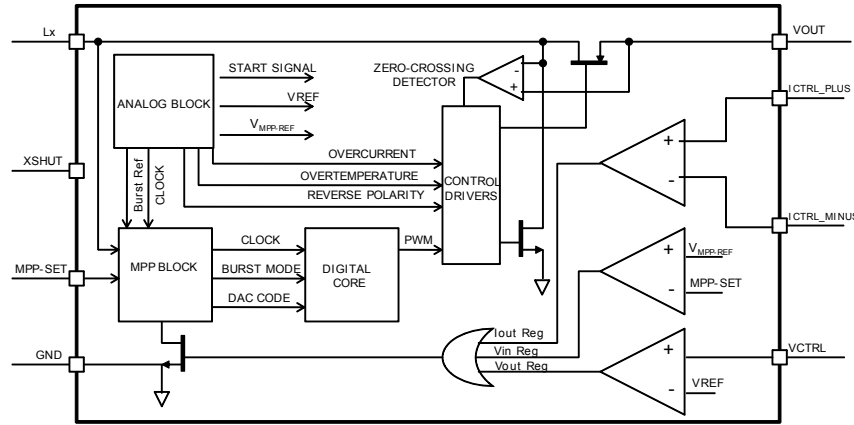 Lx
VOUT
START SIGNAL
ZERO-CROSSING
DETECTOR
-
+
ANALOG BLOCK
VREF
VMPP-REF
ICTRL_PLUS
+
-
XSHUT
OVERCURRENT
OVERTEMPERATURE
REVERSE POLARITY
CONTROL
DRIVERS
Burst Ref
CLOCK
ICTRL_MINUS
MPP BLOCK
CLOCK
BURST MODE
DAC CODE
DIGITAL
CORE
PWM
+
VMPP-REF
-
MPP-SET
MPP-SET
GND
Iout Reg
Vin Reg
Vout Reg
+
-
VREF
VCTRL